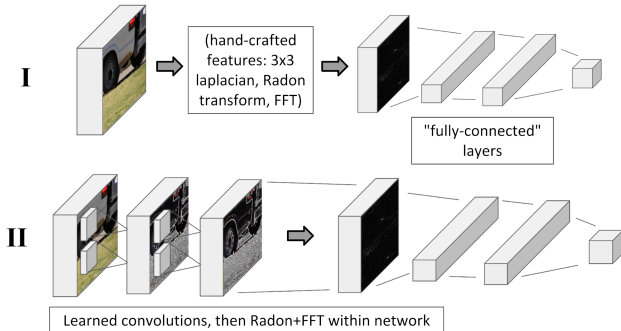 I
(hand-crafted
features: 3x3
laplacian, Radon
transform, FFT)
"fully-connected"
layers
II
Learned convolutions, then Radon+FFT within network